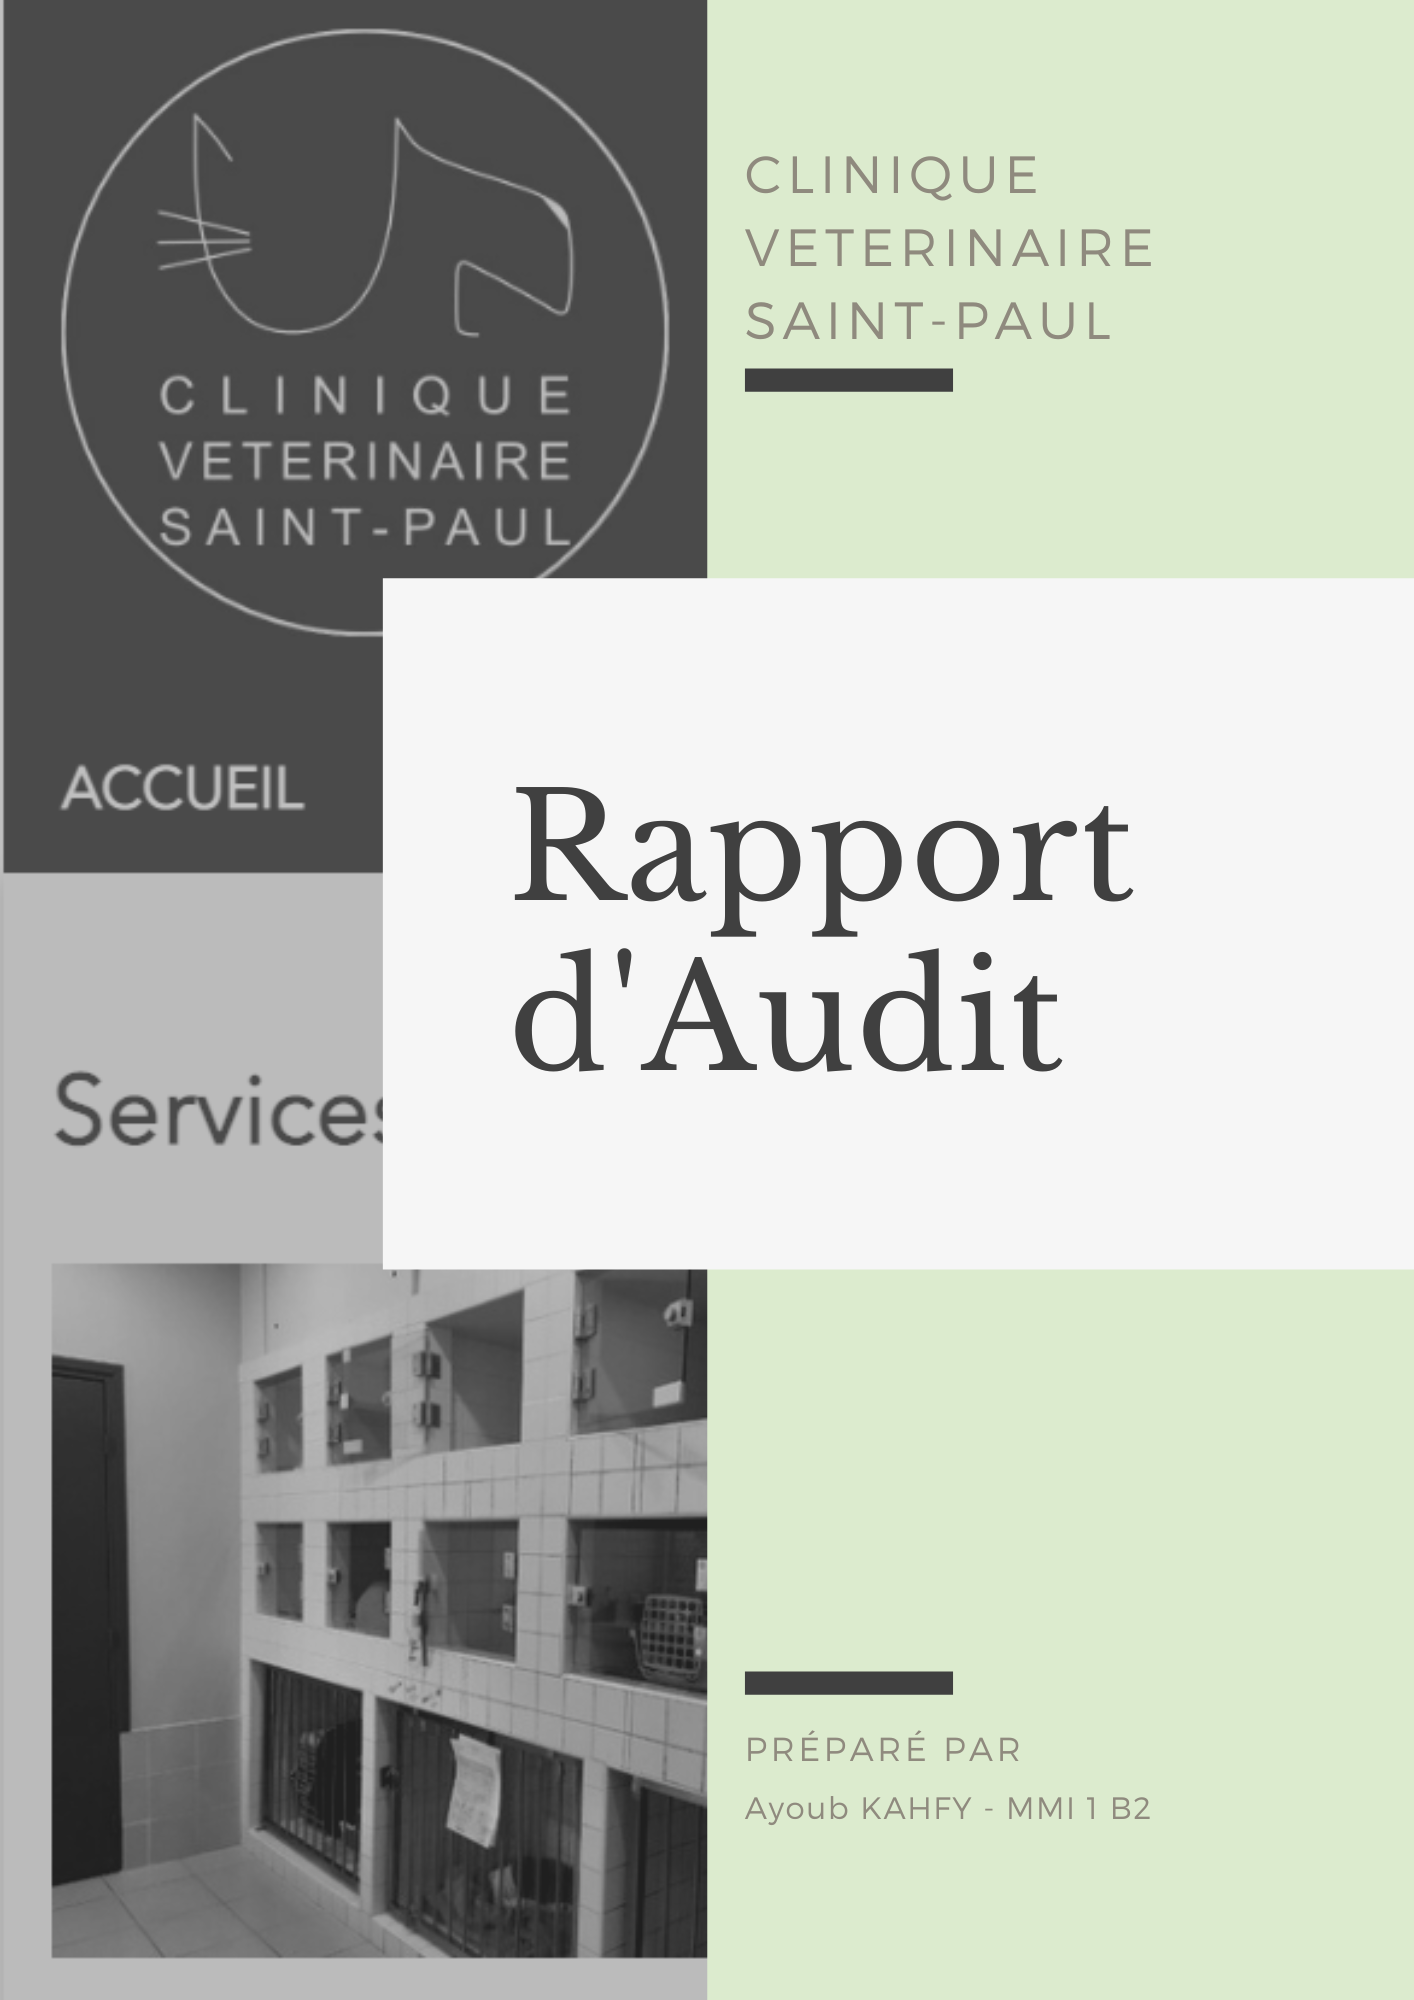 CLINIQUE
VETERINAIRE
SAINT-PAUL
ACCUEIL
Services
CLINIQUE
VETERINAIRE
SAINT-PAUL
Rapport
d'Audit
PRÉPARÉ PAR
Ayoub KAHFY - MMI 1 B2